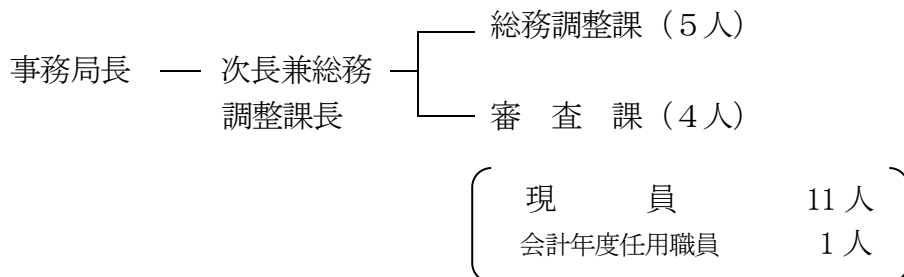 総務調整課（５人）
事務局長 次長兼総務
調整課長
審査課（４人）
現員 11人
会計年度任用職員 1人